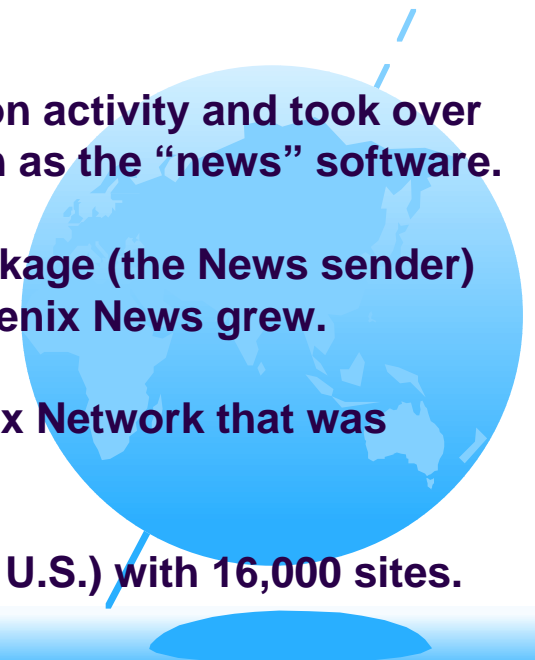 on activity and took over
n as the “news” software.
kage (the News sender)
enix News grew.
x Network that was
U.S.) with 16,000 sites.